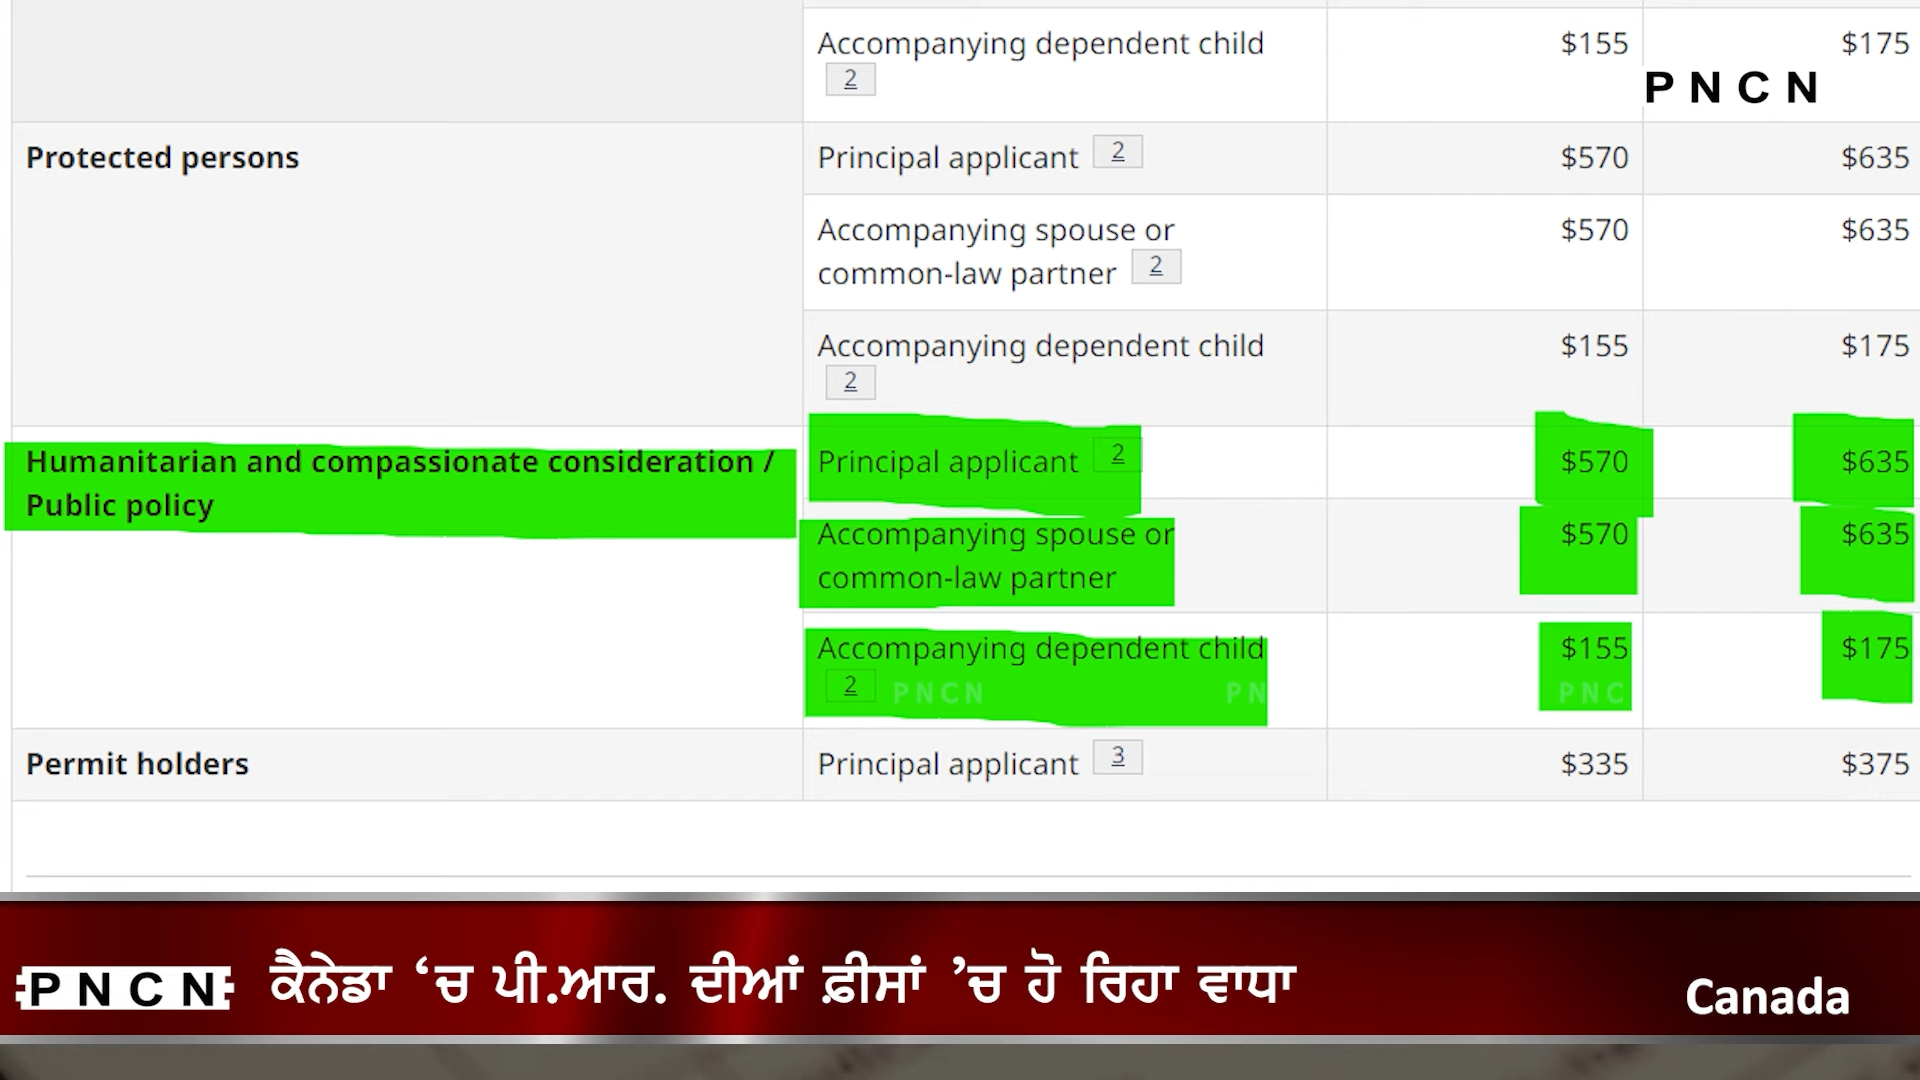 Accompanying dependent child $155 $175
2
PNCN
Protected persons Principal applicant 2 $570 $635
Accompanying spouse or $570 $635
common-law partner 2
Accompanying dependent child $155 $175
2
Humanitarian and compassionate consideration / Principal applicant 2 $570 $635
Public policy
Accompanying spouse or $570 $635
common-law partner
Accompanying dependent child $155 $175
2 PNCN PN PNC
Permit holders Principal applicant 3 $335 $375
PNCN ਕੈਨੇਡਾ ‘ਚ ਪੀ.ਆਰ. ਦੀਆਂ ਫ਼ੀਸਾਂ ’ਚ ਹੋ ਰਿਹਾ ਵਾਧਾ Canada